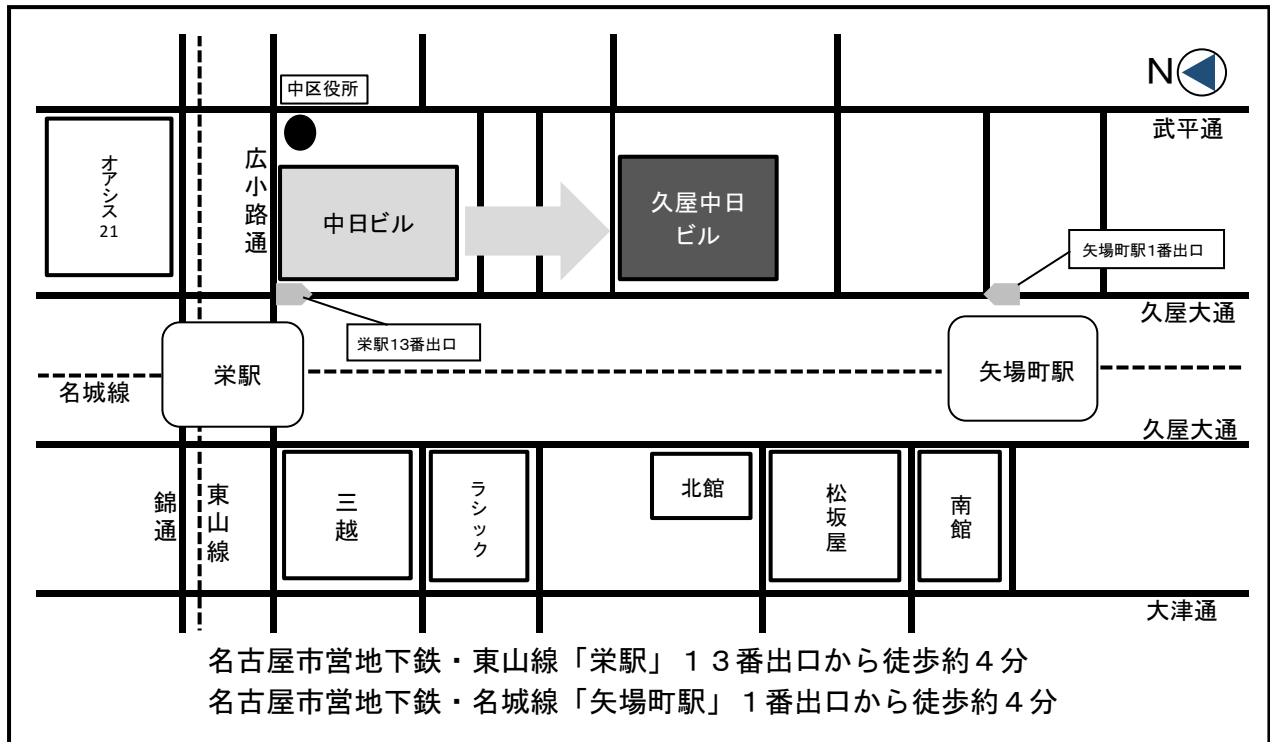 中区役所
N
武平通
オアシス
21
広小路通
中日ビル
久屋中日
ビル
矢場町駅1番出口
久屋大通
栄駅13番出口
栄駅
矢場町駅
名城線
久屋大通
錦通
東山線
三越
ラシック
北館
松坂屋
南館
大津通
名古屋市営地下鉄・東山線「栄駅」１３番出口から徒歩約４分
名古屋市営地下鉄・名城線「矢場町駅」１番出口から徒歩約４分